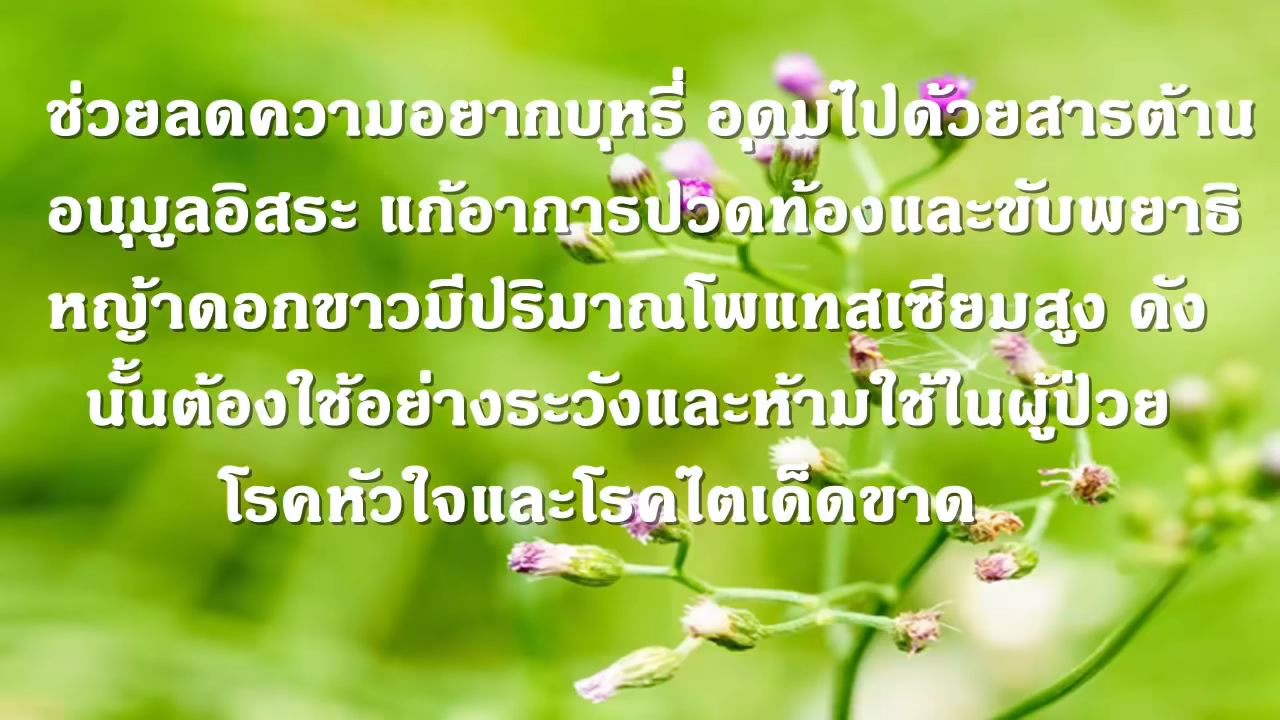 ช่วยลดความอยากบุหรี่ อุดมไปด้วยสารต้าน
อนุมูลอิสระ แก้อาการปวดท้องและขับพยาธิ
หญ้าดอกขาวมีปริมาณโพแทสเซียมสูง ดัง
นั้นต้องใช้อย่างระวังและห้ามใช้ในผู้ป่วย
โรคหัวใจและโรคไตเด็ดขาด